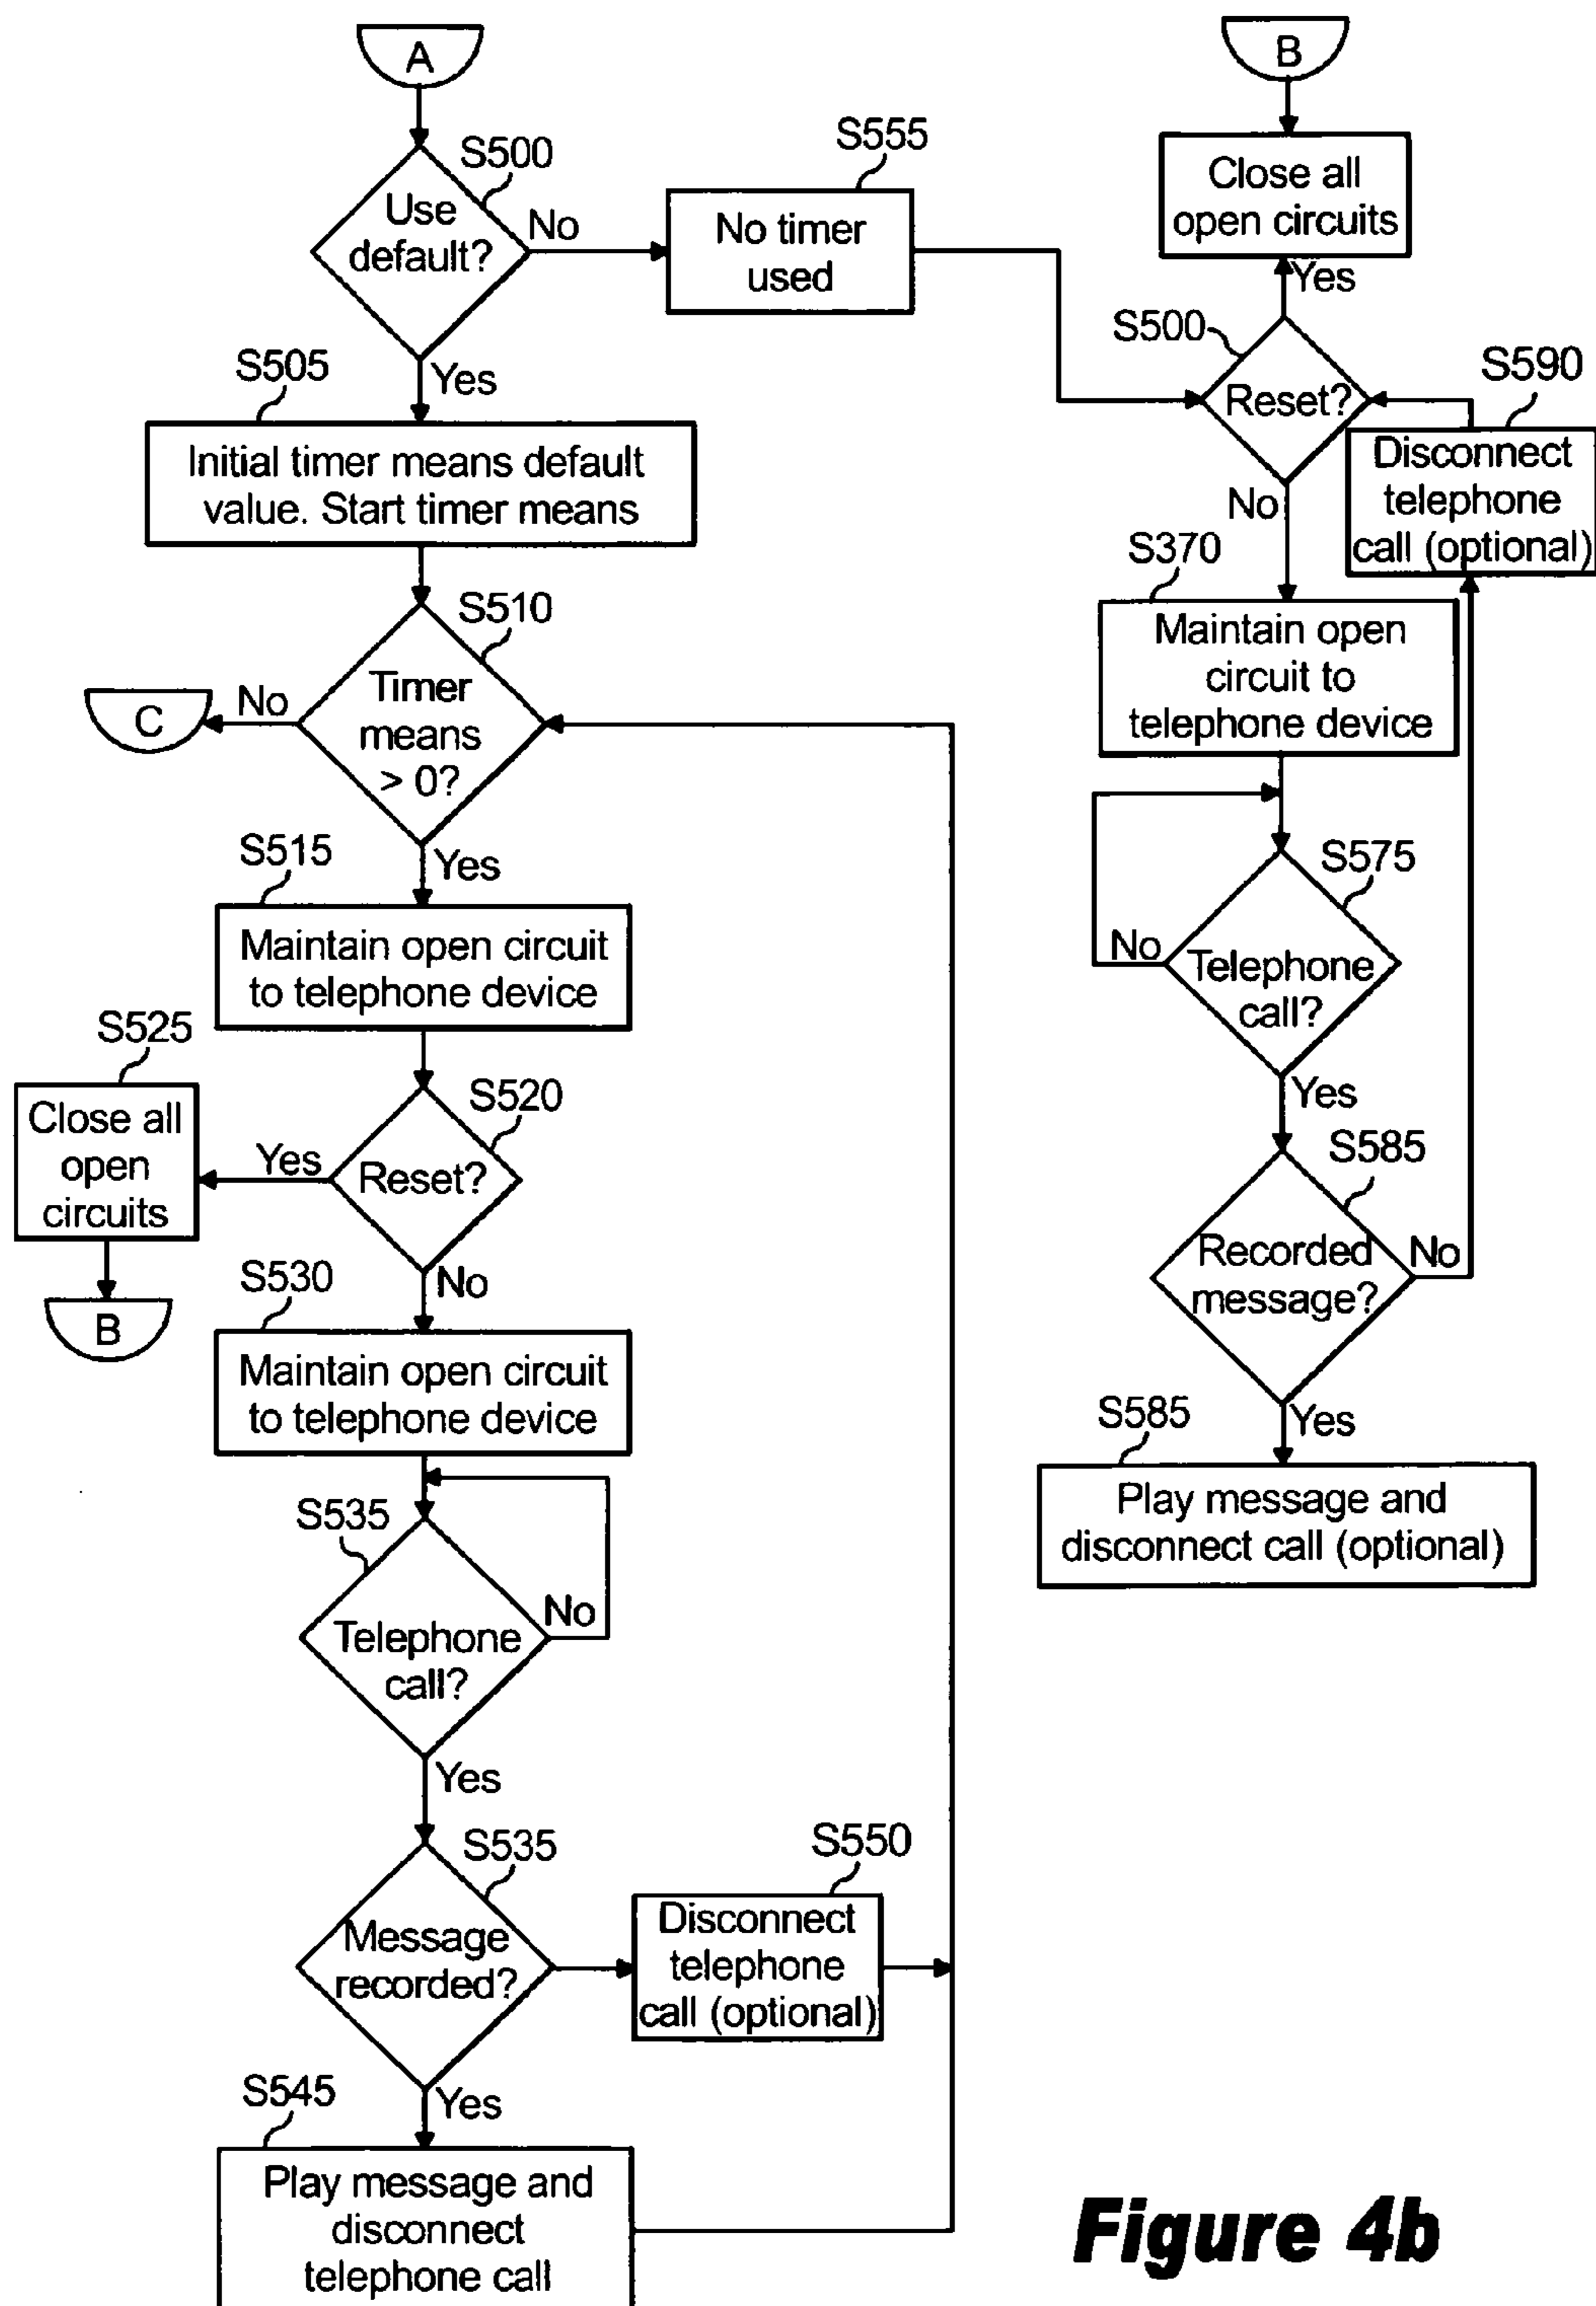 A
S500
Use
default?
No
Yes
S555
No timer
used
S505
Initial timer means default
value. Start timer means
S510
Timer
means
> 0?
No
C
Yes
S515
Maintain open circuit
to telephone device
S520
Reset?
Yes
S525
Close all
open
circuits
B
No
S530
Maintain open circuit
to telephone device
S535
Telephone
call?
No
Yes
S535
Message
recorded?
S550
Disconnect
telephone
call (optional)
Yes
S545
Play message and
disconnect
telephone call
B
Close all
open circuits
Yes
S500
Reset?
S590
Disconnect
telephone
call (optional)
No
S370
Maintain open
circuit to
telephone device
S575
Telephone
call?
No
Yes
S585
Recorded
message?
No
Yes
S585
Play message and
disconnect call (optional)
Figure 4b